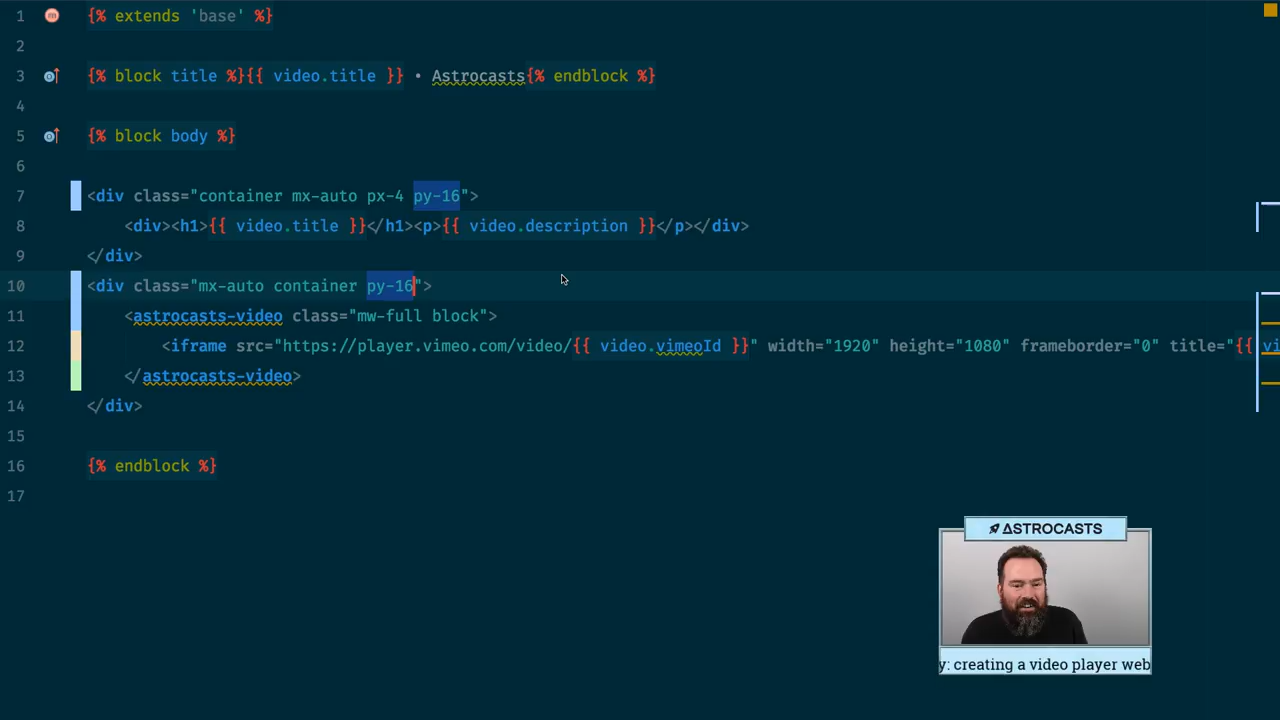 1 {% extends 'base' %}
2
3 {% block title %}{{ video.title }} • Astrocasts{% endblock %}
4
5 {% block body %}
6
7 <div class="container mx-auto px-4 py-16">
8 <div><h1>{{ video.title }}</h1><p>{{ video.description }}</p></div>
9 </div>
10 <div class="mx-auto container py-16">
11 <astrocasts-video class="mw-full block">
12 <iframe src="https://player.vimeo.com/video/{{ video.vimeoId }}" width="1920" height="1080" frameborder="0" title="{{ vi
13 </astrocasts-video>
14 </div>
15
16 {% endblock %}
17
ΔSTROCASTS
y: creating a video player web